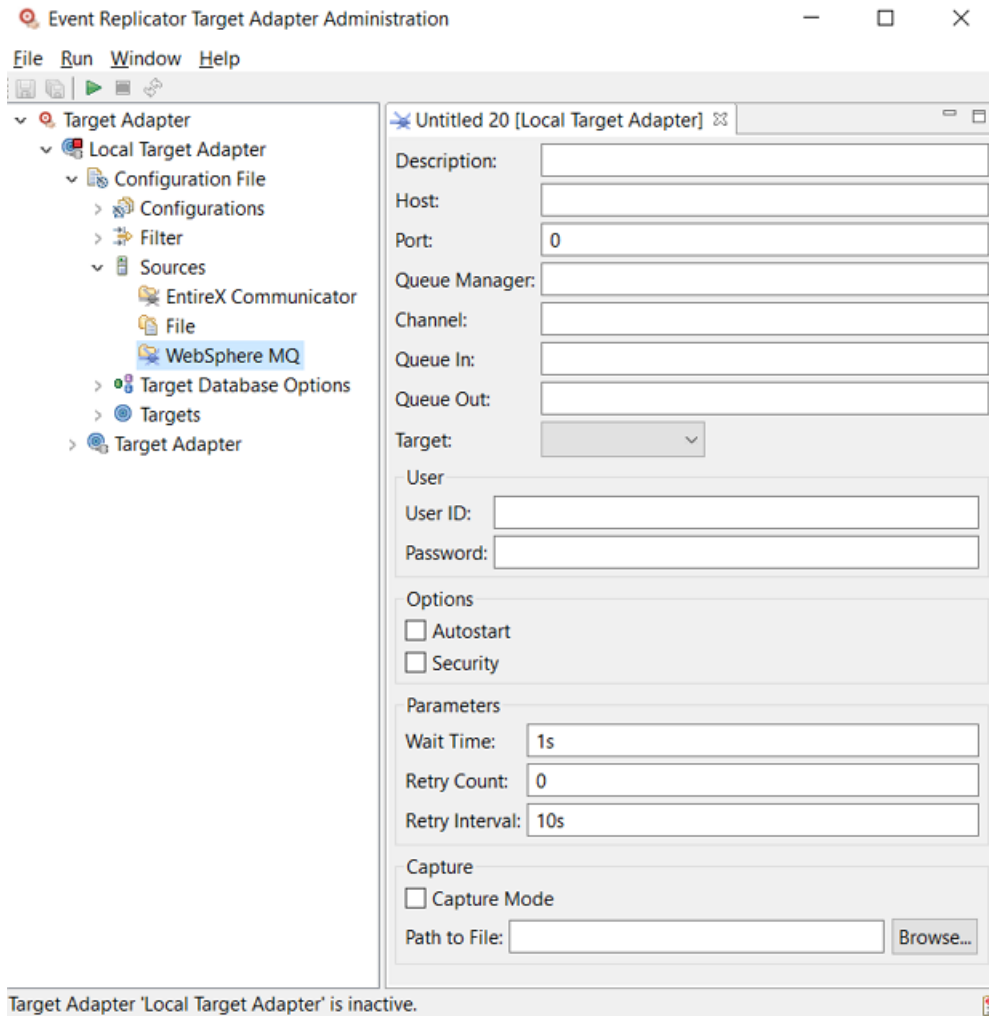 Event Replicator Target Adapter Administration
File Run Window Help
Target Adapter
Local Target Adapter
Configuration File
Configurations
Filter
Sources
EntireX Communicator
File
WebSphere MQ
Target Database Options
Targets
Target Adapter
Untitled 20 [Local Target Adapter]
Description:
Host:
Port: 0
Queue Manager:
Channel:
Queue In:
Queue Out:
Target:
User
User ID:
Password:
Options
Autostart
Security
Parameters
Wait Time: 1s
Retry Count: 0
Retry Interval: 10s
Capture
Capture Mode
Path to File: Browse...
Target Adapter 'Local Target Adapter' is inactive.